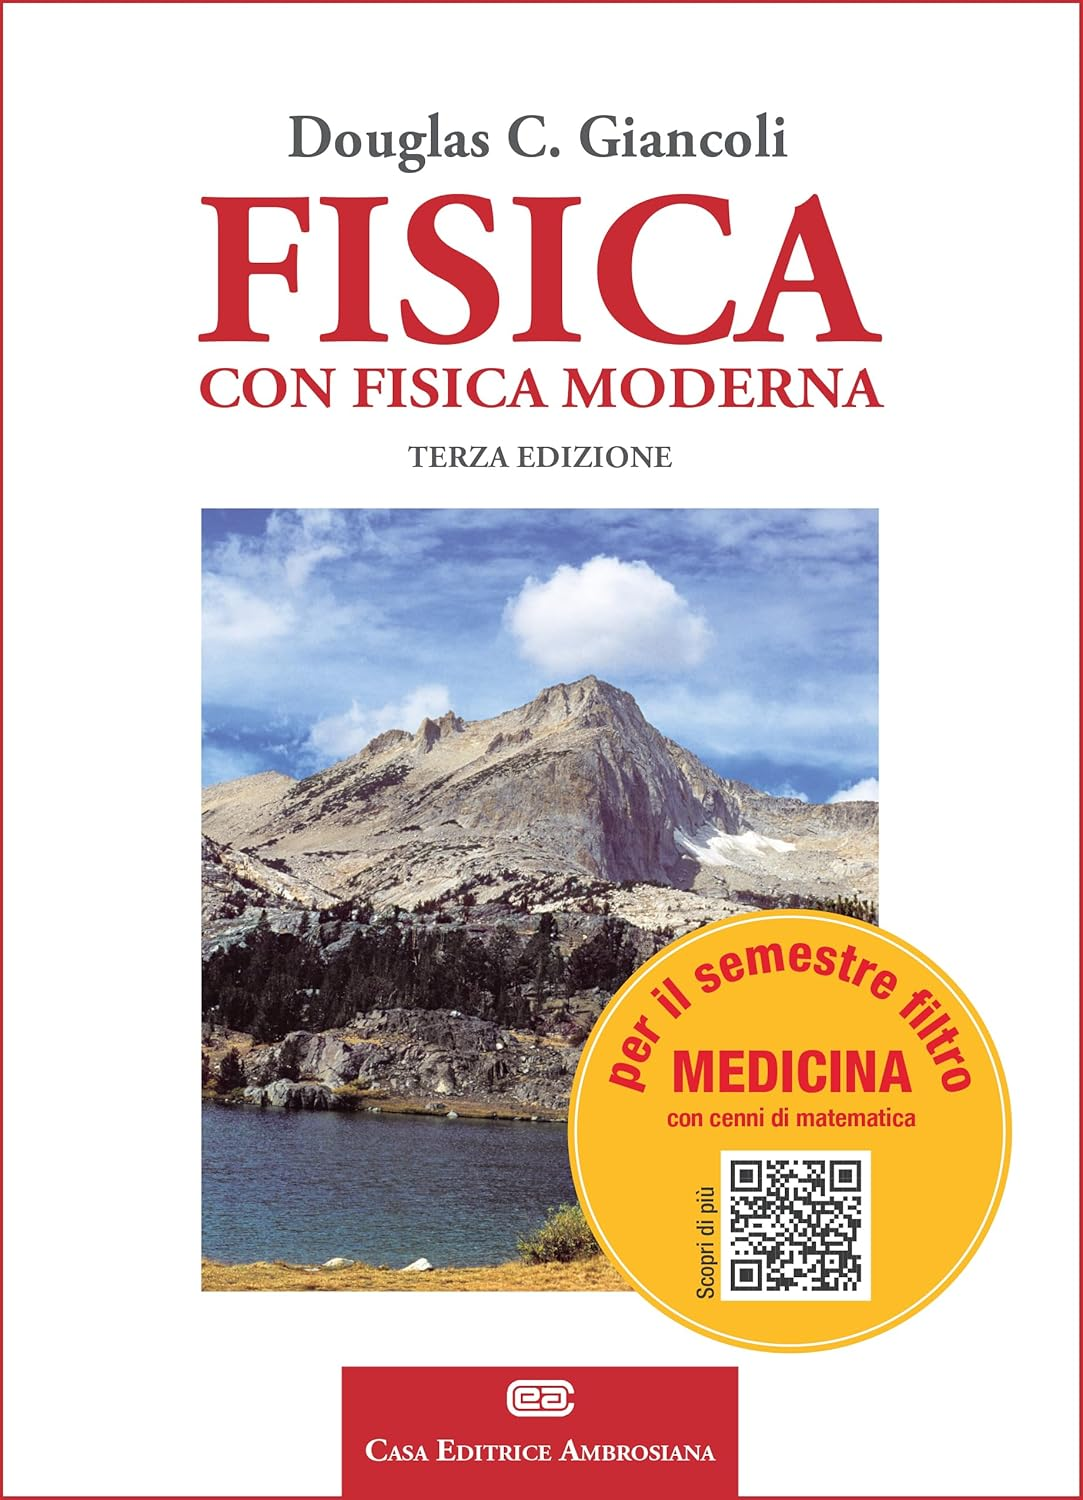 Douglas C. Giancoli
FISICA
CON FISICA MODERNA
TERZA EDIZIONE
per il semestre filtro
MEDICINA
con cenni di matematica
Scopri di più
CEA
CASA EDITRICE AMBROSIANA